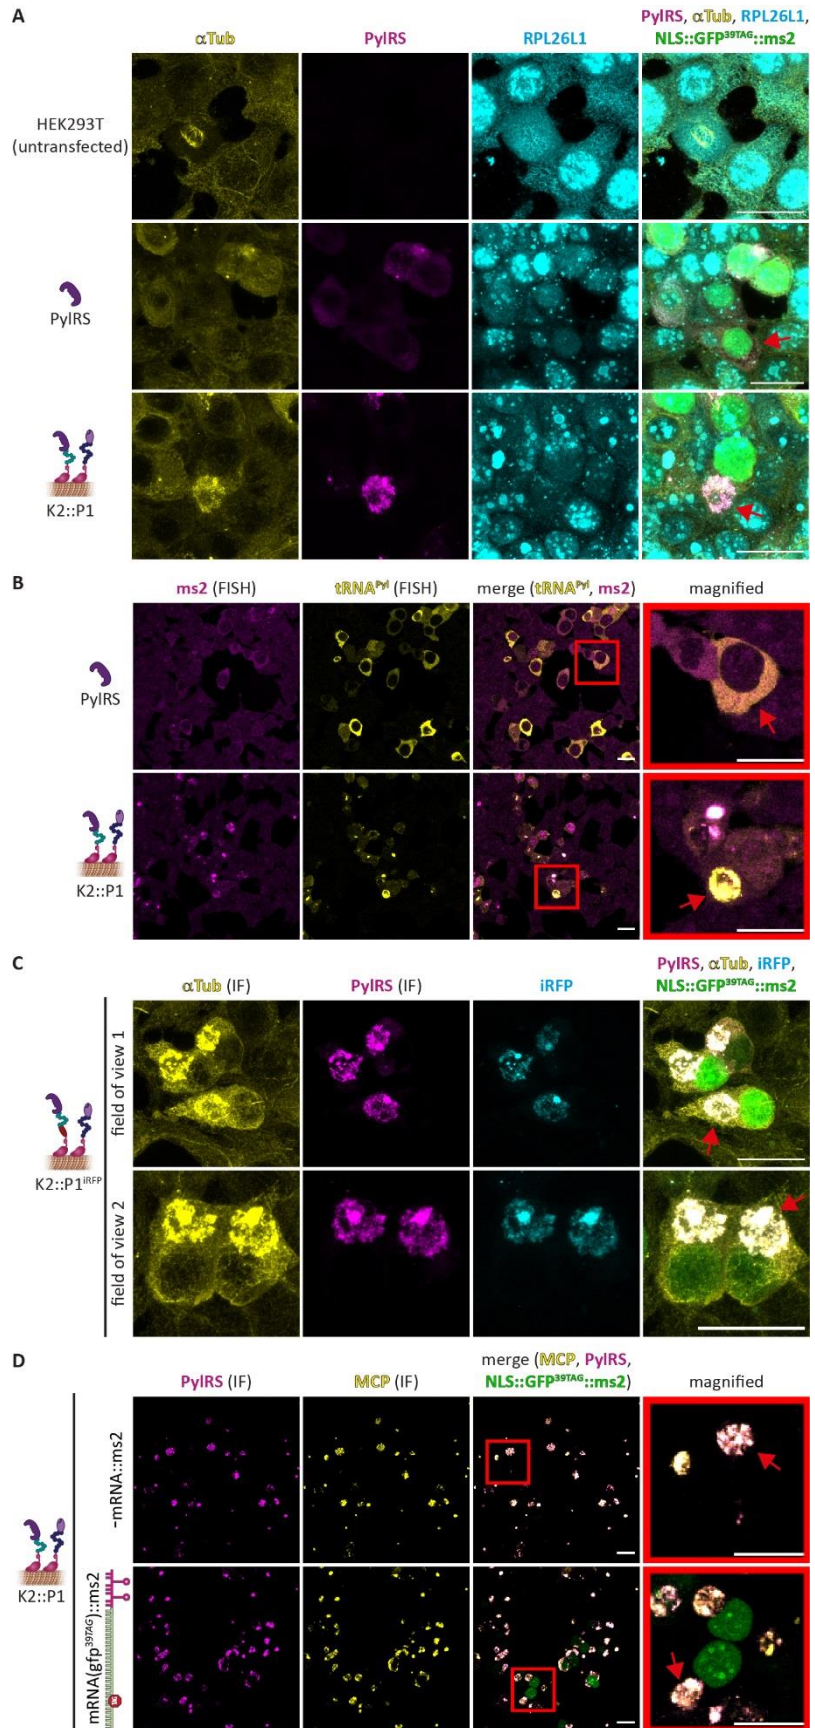 A
αTub
PylRS
RPL26L1
PylRS, αTub, RPL26L1,
NLS::GFP39TAG::ms2
HEK293T
(untransfected)
PylRS
K2::P1
B
ms2 (FISH)
tRNAPyl (FISH)
merge (tRNAPyl, ms2)
magnified
PylRS
K2::P1
C
αTub (IF)
PylRS (IF)
iRFP
PylRS, αTub, iRFP,
NLS::GFP39TAG::ms2
field of view 1
K2::P1iRFP
field of view 2
D
PylRS (IF)
MCP (IF)
merge (MCP, PylRS,
NLS::GFP39TAG::ms2)
magnified
-mRNA::ms2
K2::P1
mRNA(gfp39TAG)::ms2